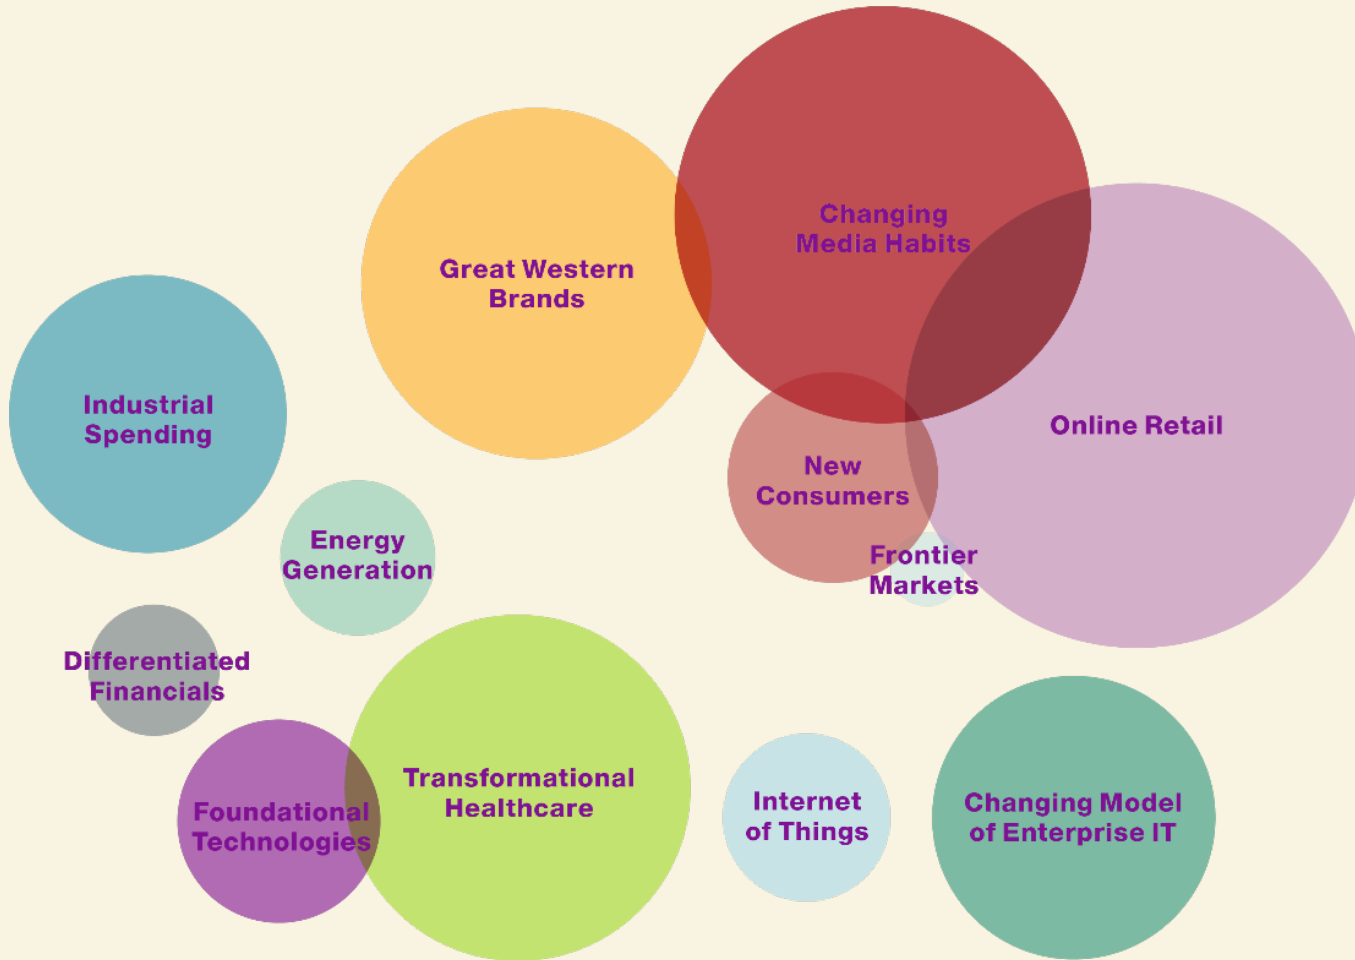 Changing
Media Habits
Great Western
Brands
Industrial
Spending
Online Retail
New
Consumers
Energy
Generation
Frontier
Markets
Differentiated
Financials
Transformational
Healthcare
Foundational
Technologies
Internet
of Things
Changing Model
of Enterprise IT